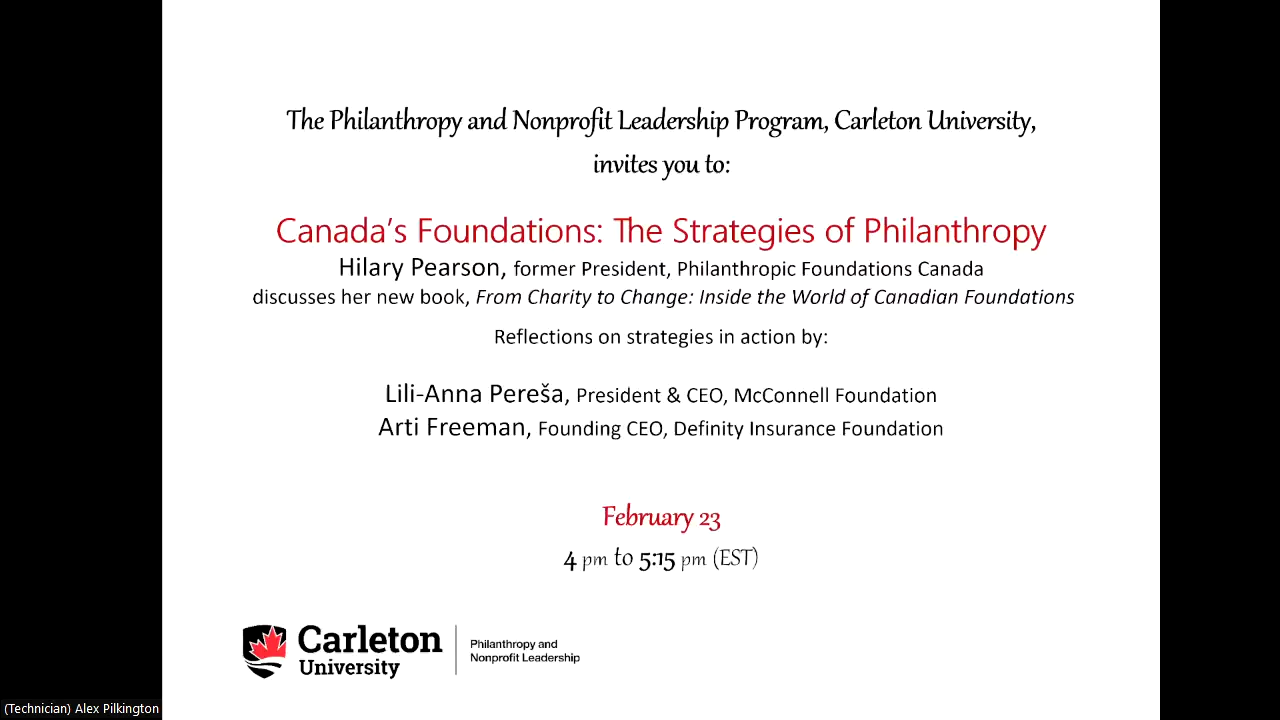 The Philanthropy and Nonprofit Leadership Program, Carleton University,
invites you to:
Canada's Foundations: The Strategies of Philanthropy
Hilary Pearson, former President, Philanthropic Foundations Canada
discusses her new book, From Charity to Change: Inside the World of Canadian Foundations
Reflections on strategies in action by:
Lili-Anna Pereša, President & CEO, McConnell Foundation
Arti Freeman, Founding CEO, Definity Insurance Foundation
February 23
4 pm to 5:15 pm (EST)
Carleton
University
Philanthropy and
Nonprofit Leadership
(Technician) Alex Pilkington